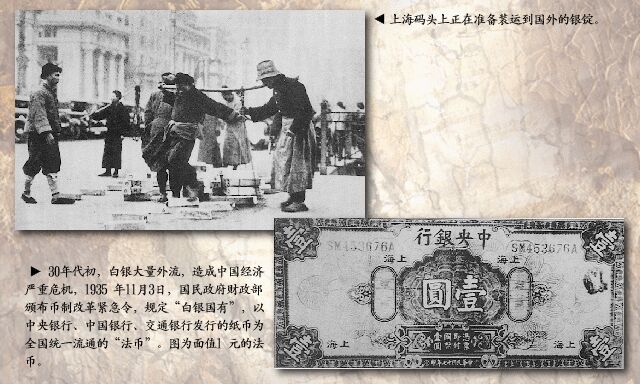 ◀ 上海码头上正在准备装运到国外的银锭。
▶ 30年代初，白银大量外流，造成中国经济
严重危机，1935 年11月3日，国民政府财政部
颁布币制改革紧急令，规定“白银国有”，以
中央银行、中国银行、交通银行发行的纸币为
全国统一流通的“法币”。图为面值1 元的法
币。
行銀央中
SM453676A SM453676A
海上 海上
圓壹
海上 海上